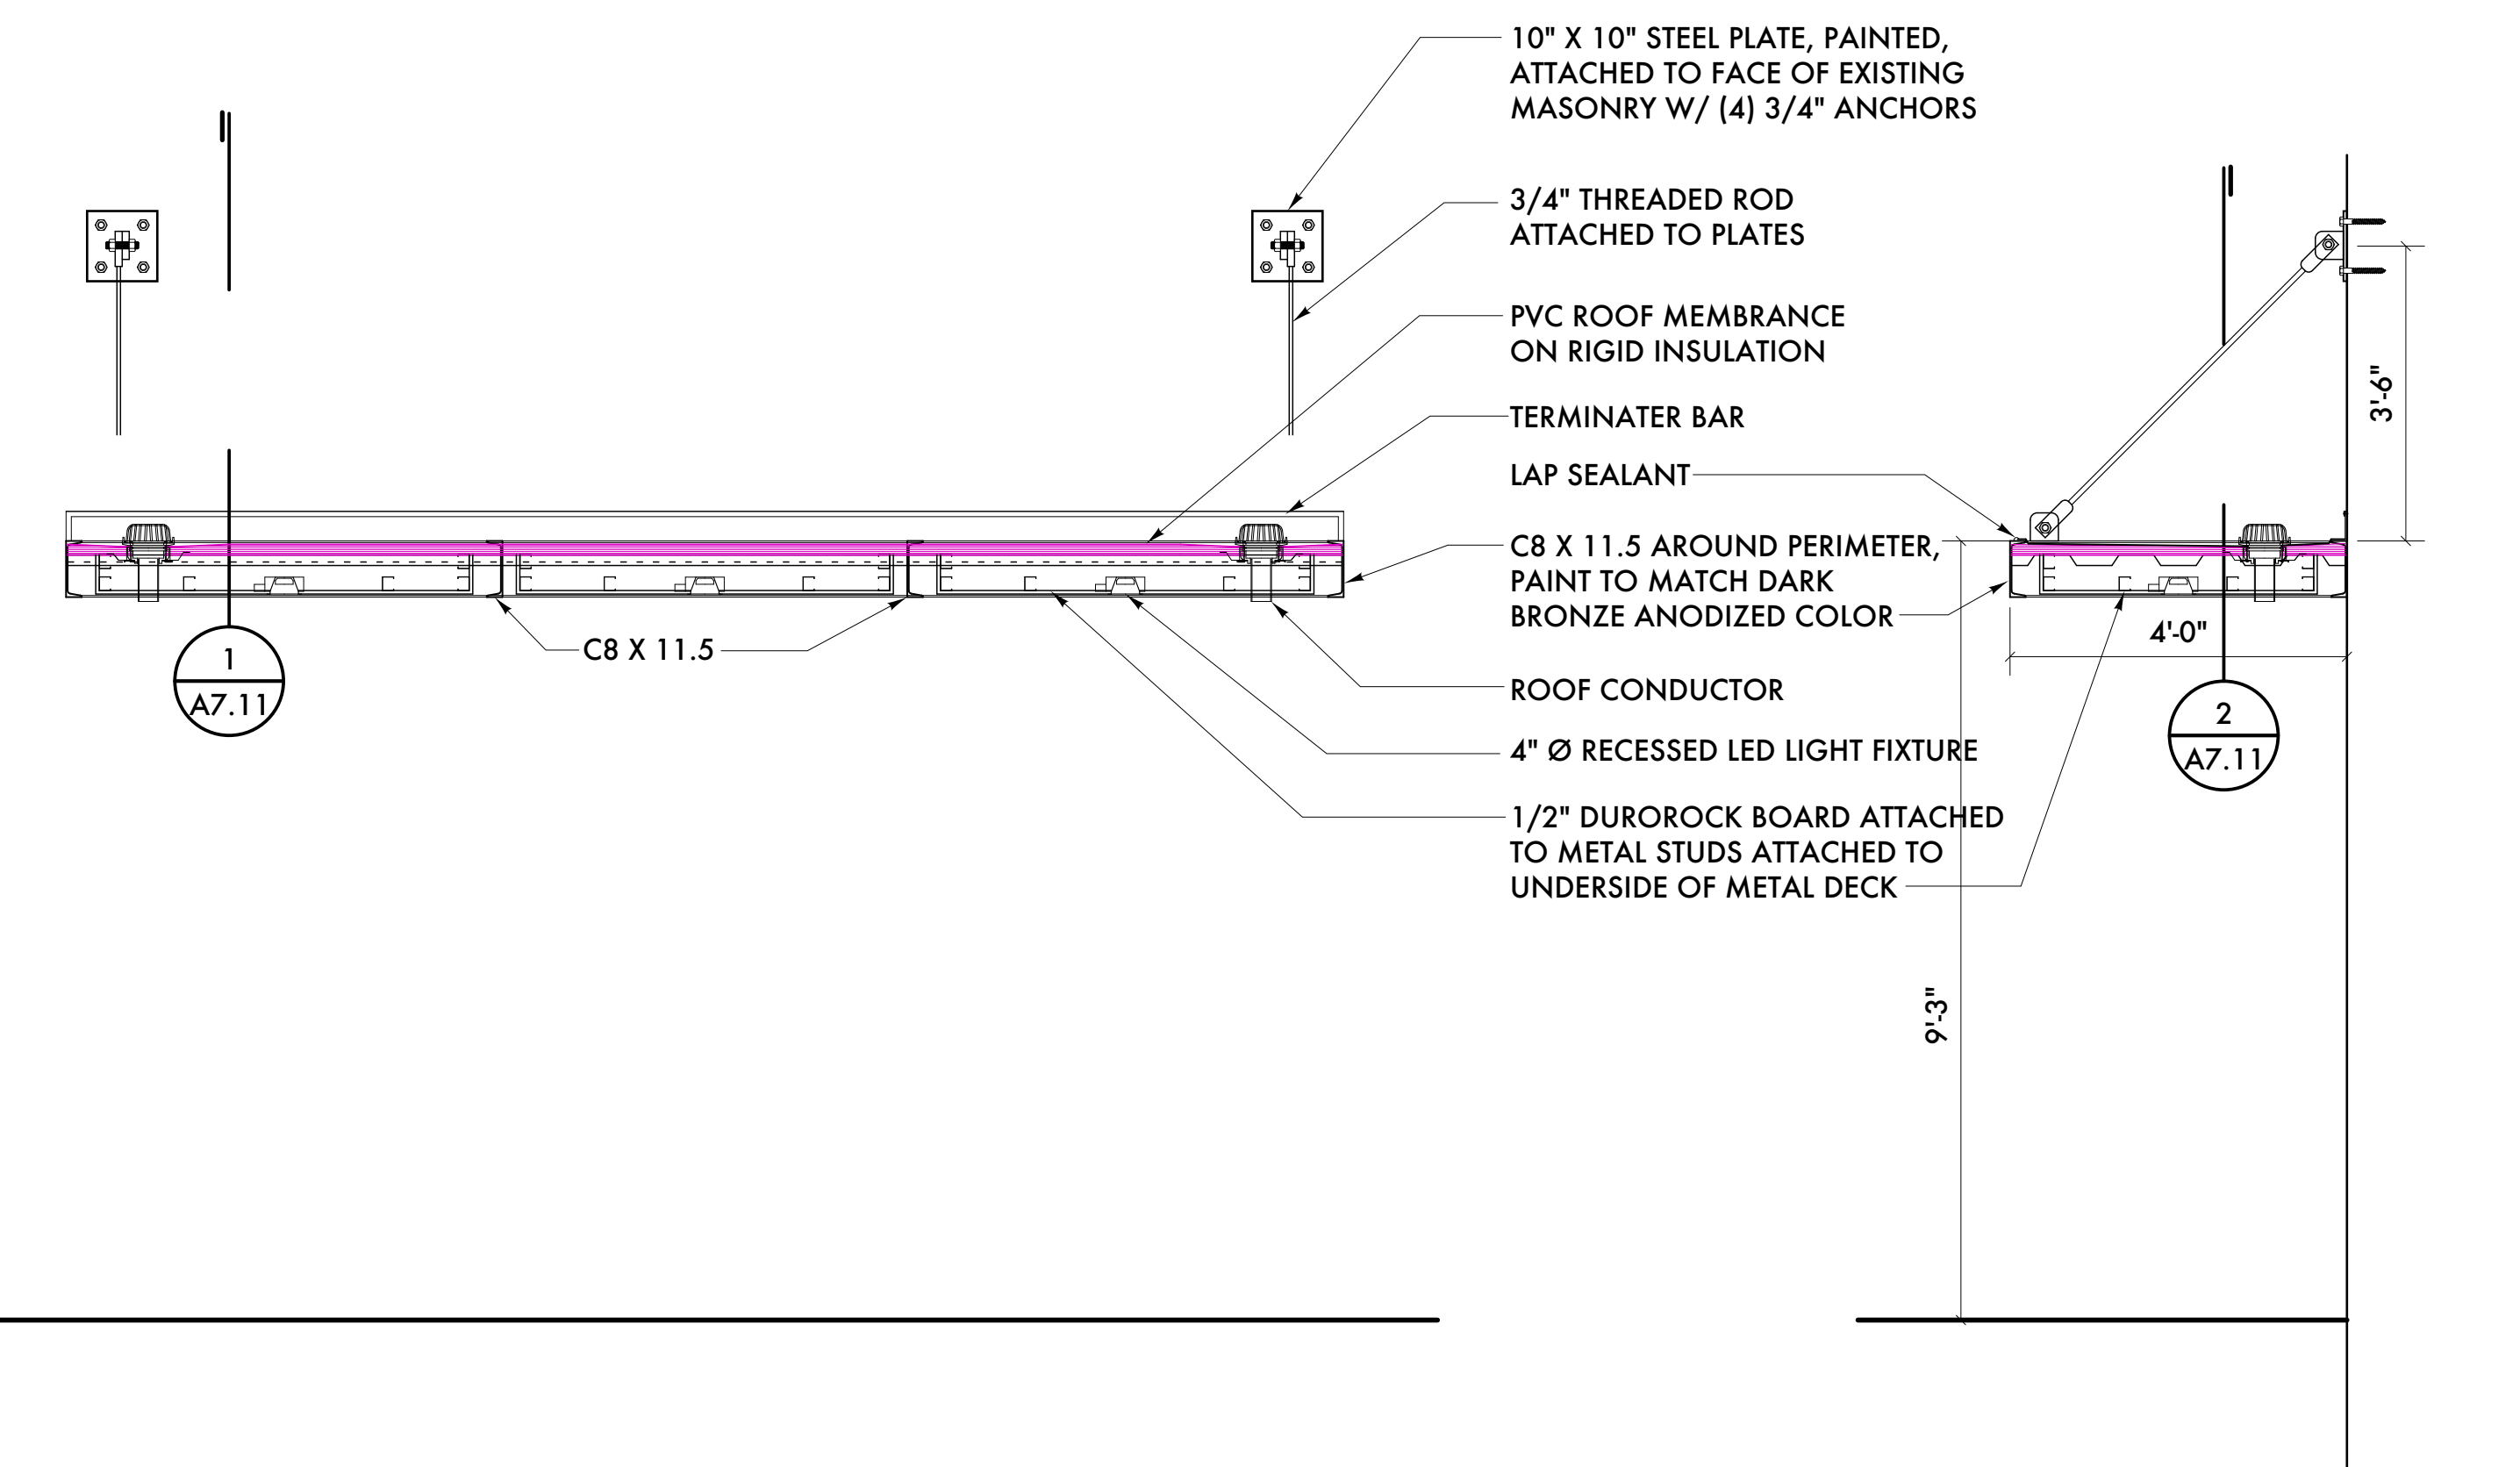 10" X 10" STEEL PLATE, PAINTED,
ATTACHED TO FACE OF EXISTING
MASONRY W/ (4) 3/4" ANCHORS
3/4" THREADED ROD
ATTACHED TO PLATES
PVC ROOF MEMBRANCE
ON RIGID INSULATION
TERMINATER BAR
LAP SEALANT
C8 X 11.5 AROUND PERIMETER,
PAINT TO MATCH DARK
BRONZE ANODIZED COLOR
ROOF CONDUCTOR
4" Ø RECESSED LED LIGHT FIXTURE
1/2" DUROROCK BOARD ATTACHED
TO METAL STUDS ATTACHED TO
UNDERSIDE OF METAL DECK
C8 X 11.5
1
A7.11
3'-6"
4'-0"
2
A7.11
9'-3"